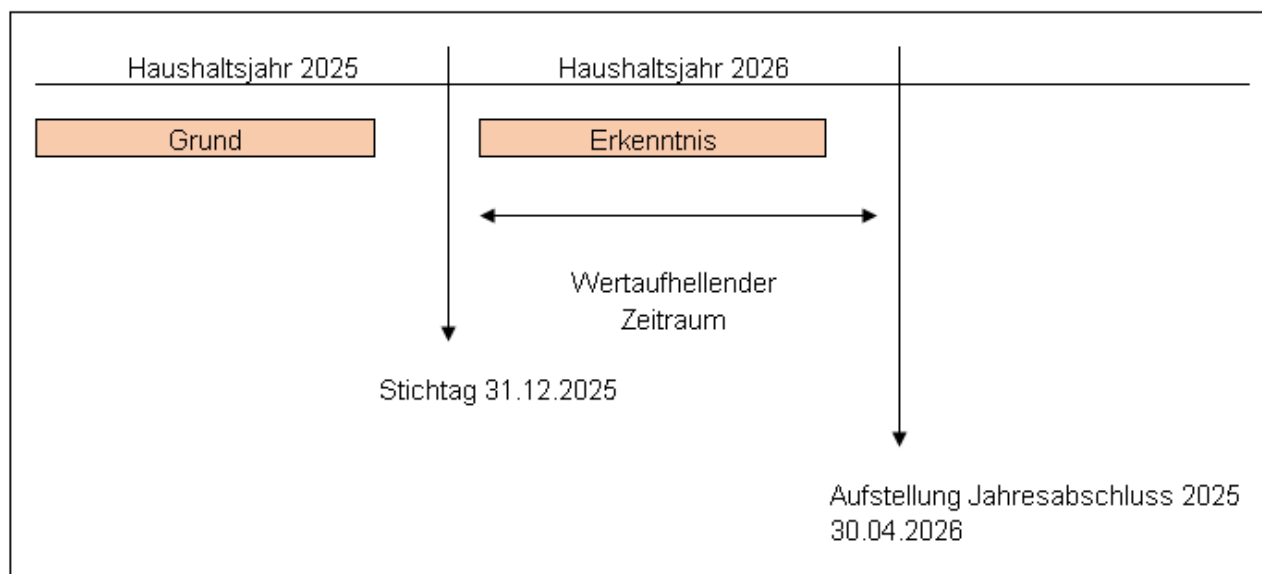 Haushaltsjahr 2025
Haushaltsjahr 2026
Grund
Erkenntnis
Wertaufhellender
Zeitraum
Stichtag 31.12.2025
Aufstellung Jahresabschluss 2025
30.04.2026